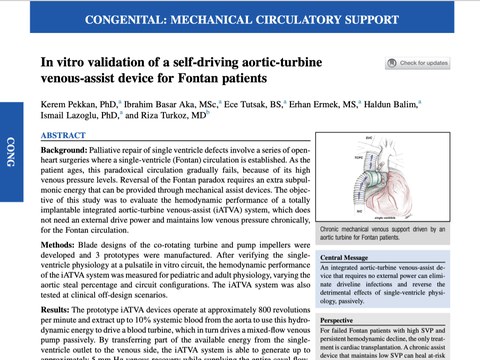 CONGENITAL: MECHANICAL CIRCULATORY SUPPORT
In vitro validation of a self-driving aortic-turbine
venous-assist device for Fontan patients
Check for updates
Kerem Pekkan, PhD,a Ibrahim Basar Aka, MSc,a Ece Tutsak, BS,a Erhan Ermek, MS,a Haldun Balim,a
Ismail Lazoglu, PhD,a and Riza Turkoz, MDb
CONG
ABSTRACT
Background: Palliative repair of single ventricle defects involve a series of open-
heart surgeries where a single-ventricle (Fontan) circulation is established. As the
patient ages, this paradoxical circulation gradually fails, because of its high
venous pressure levels. Reversal of the Fontan paradox requires an extra subpul-
monic energy that can be provided through mechanical assist devices. The objec-
tive of this study was to evaluate the hemodynamic performance of a totally
implantable integrated aortic-turbine venous-assist (iATVA) system, which does
not need an external drive power and maintains low venous pressure chronically,
for the Fontan circulation.
Methods: Blade designs of the co-rotating turbine and pump impellers were
developed and 3 prototypes were manufactured. After verifying the single-
ventricle physiology at a pulsatile in vitro circuit, the hemodynamic performance
of the iATVA system was measured for pediatric and adult physiology, varying the
aortic steal percentage and circuit configurations. The iATVA system was also
tested at clinical off-design scenarios.
Results: The prototype iATVA devices operate at approximately 800 revolutions
per minute and extract up to 10% systemic blood from the aorta to use this hydro-
dynamic energy to drive a blood turbine, which in turn drives a mixed-flow venous
pump passively. By transferring part of the available energy from the single-
ventricle outlet to the venous side, the iATVA system is able to generate up to
Chronic mechanical venous support driven by an
aortic turbine for Fontan patients.
Central Message
An integrated aortic-turbine venous-assist de-
vice that requires no external power can elimi-
nate driveline infections and reverse the
detrimental effects of single-ventricle physiol-
ogy, passively.
Perspective
For failed Fontan patients with high SVP and
persistent hemodynamic decline, the only treat-
ment is cardiac transplantation. A chronic assist
device that maintains low SVP can heal at-risk